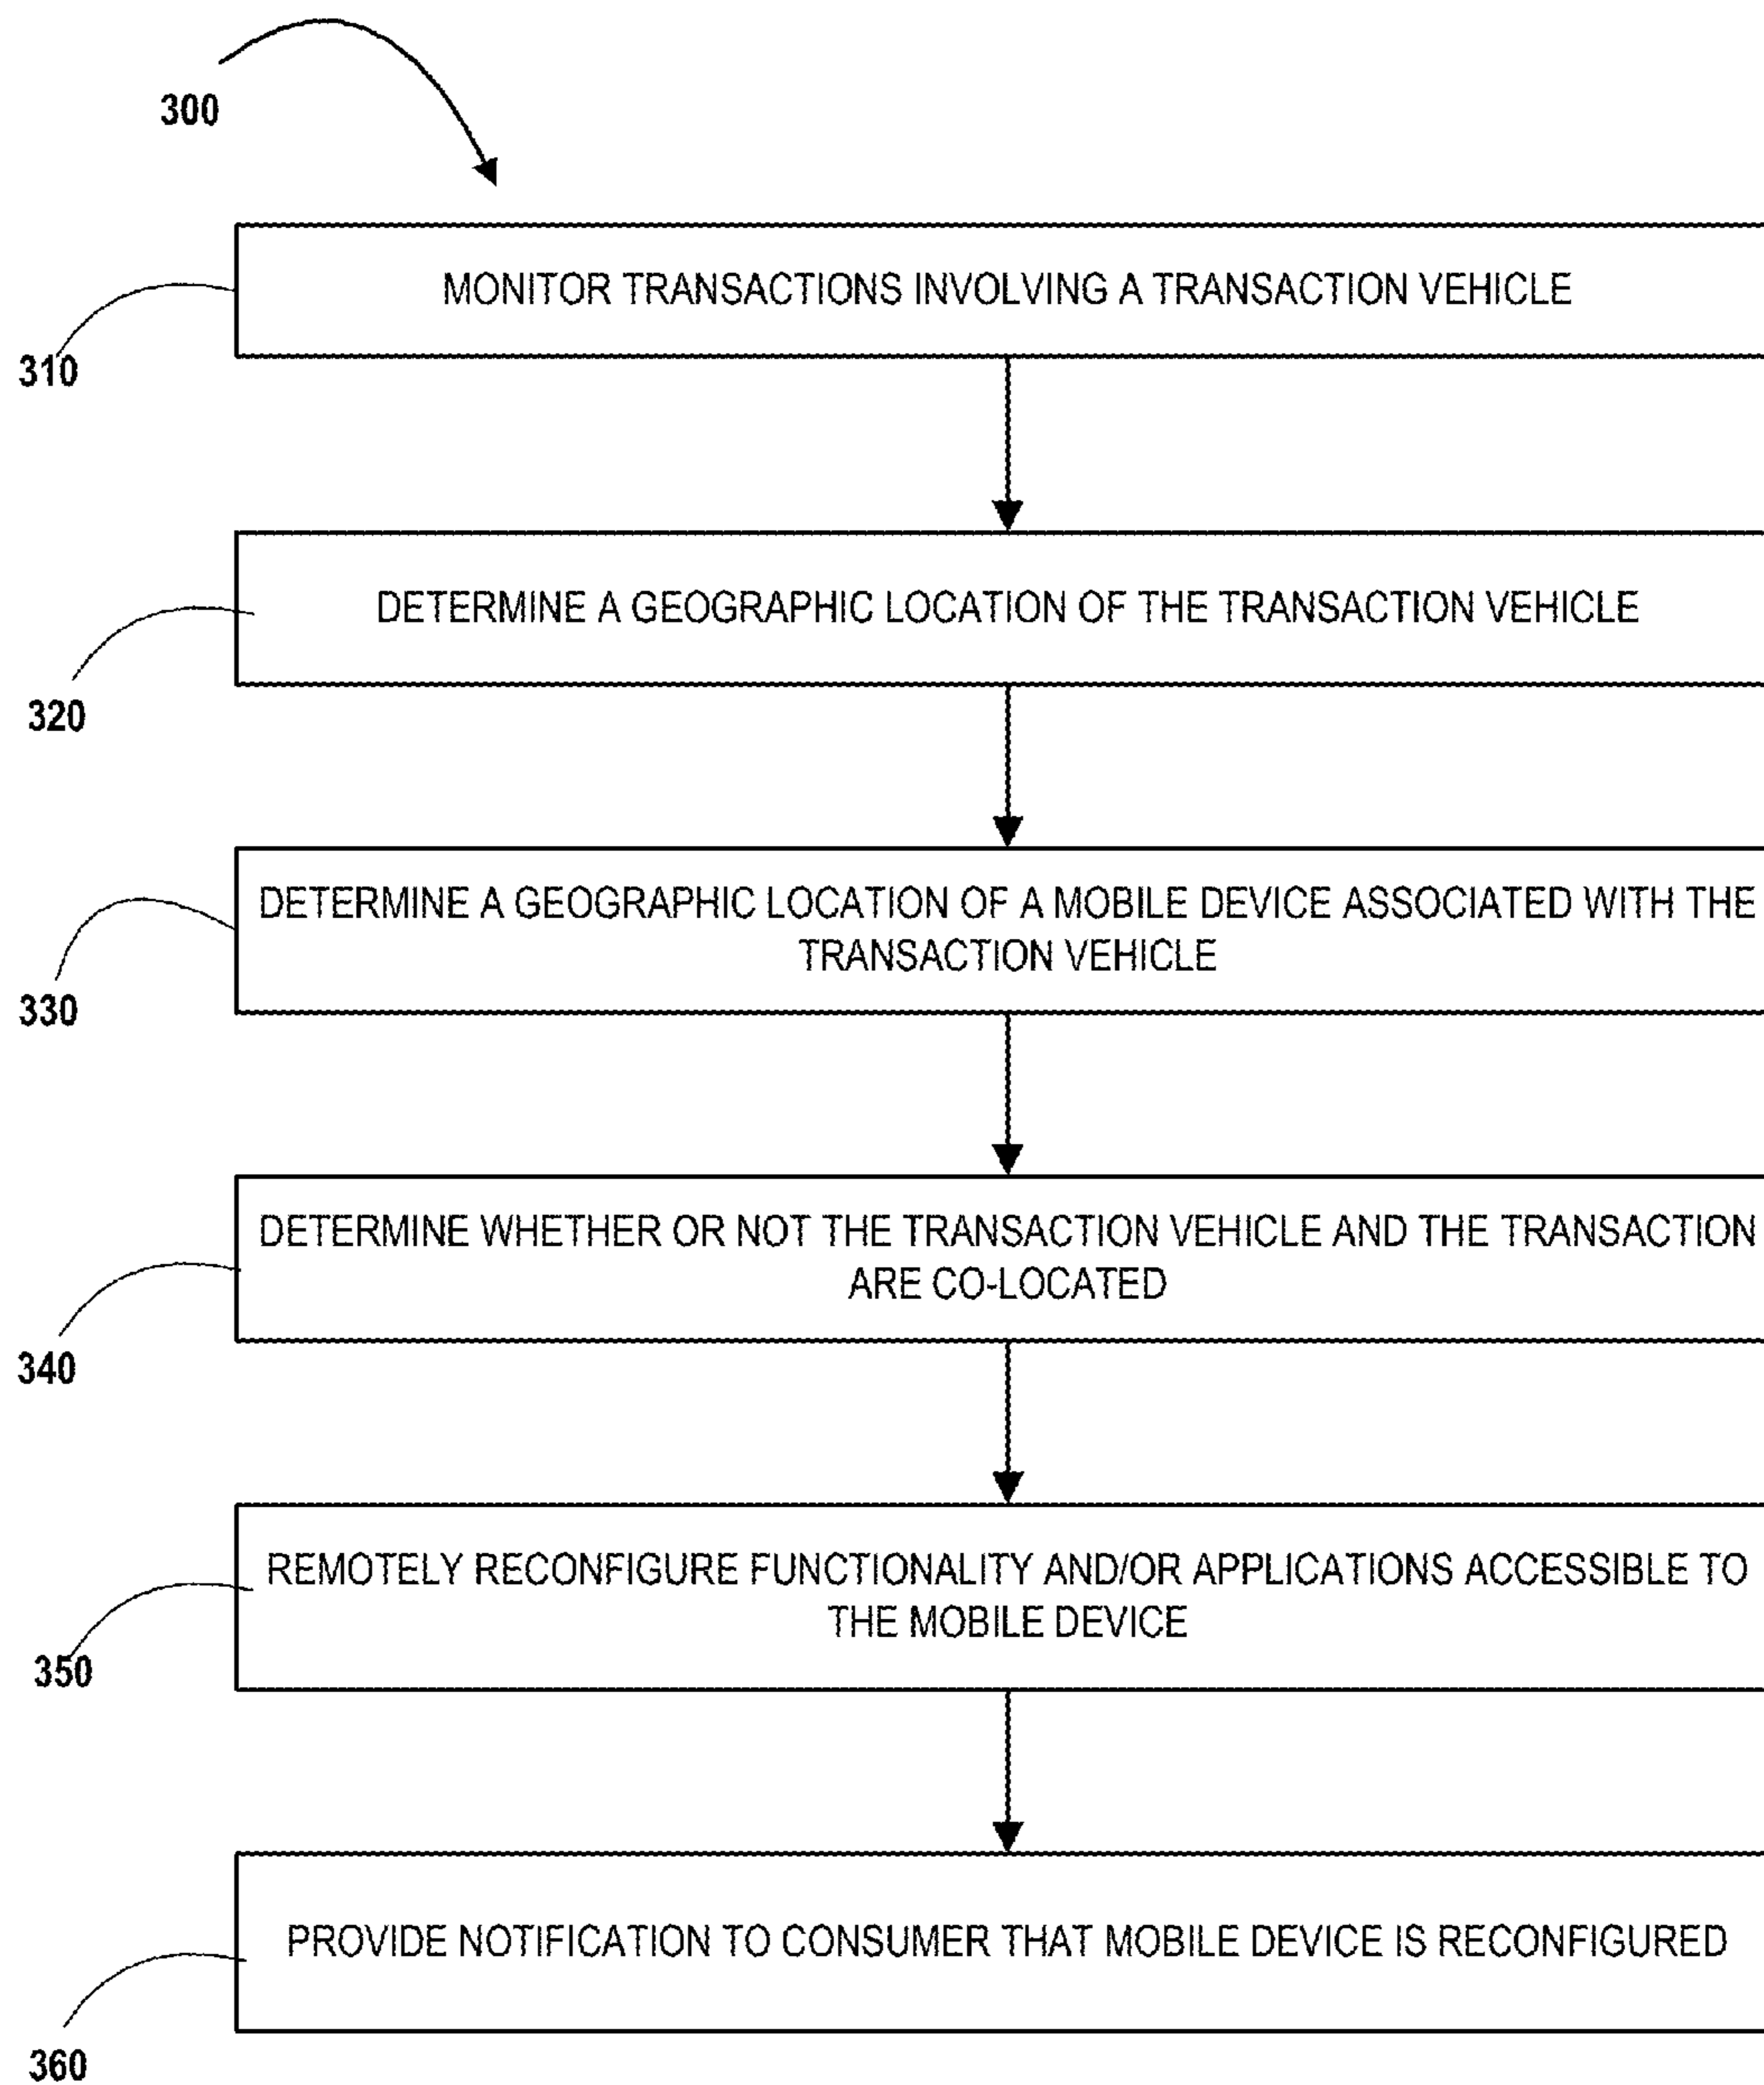 300
MONITOR TRANSACTIONS INVOLVING A TRANSACTION VEHICLE
310
DETERMINE A GEOGRAPHIC LOCATION OF THE TRANSACTION VEHICLE
320
DETERMINE A GEOGRAPHIC LOCATION OF A MOBILE DEVICE ASSOCIATED WITH THE
TRANSACTION VEHICLE
330
DETERMINE WHETHER OR NOT THE TRANSACTION VEHICLE AND THE TRANSACTION
ARE CO-LOCATED
340
REMOTELY RECONFIGURE FUNCTIONALITY AND/OR APPLICATIONS ACCESSIBLE TO
THE MOBILE DEVICE
350
PROVIDE NOTIFICATION TO CONSUMER THAT MOBILE DEVICE IS RECONFIGURED
360